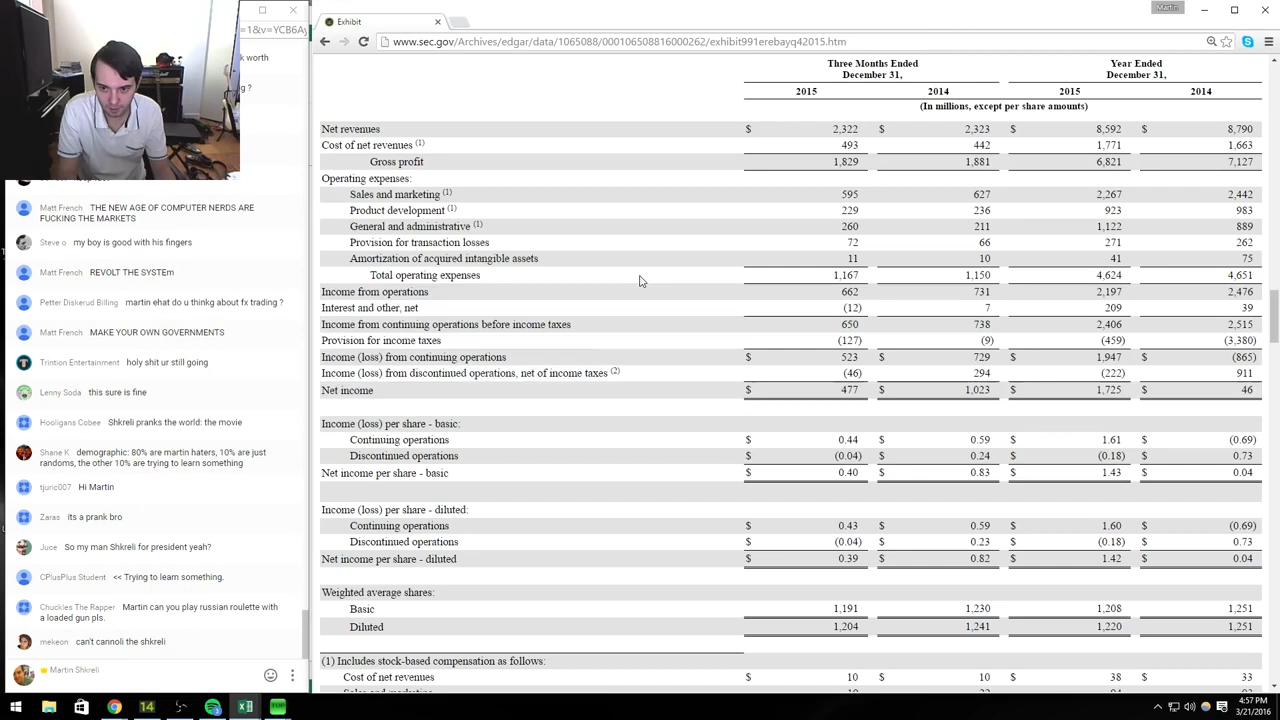 Exhibit
Martin
=1&v=YCB6Ay
www.sec.gov/Archives/edgar/data/1065088/000106508816000262/exhibit991erebayq42015.htm
k worth
g ?
Matt French THE NEW AGE OF COMPUTER NERDS ARE
FUCKING THE MARKETS
Steve o my boy is good with his fingers
Matt French REVOLT THE SYSTEm
Petter Diskerud Billing martin ehat do u thinkg about fx trading ?
Matt French MAKE YOUR OWN GOVERNMENTS
Trintion Entertainment holy shit ur still going
Lenny Soda this sure is fine
Hooligans Cobee Shkreli pranks the world: the movie
Shane K demographic: 80% are martin haters, 10% are just
randoms, the other 10% are trying to learn something
tjuric007 Hi Martin
Zaras its a prank bro
Juce So my man Shkreli for president yeah?
CPlusPlus Student << Trying to learn something.
Chuckles The Rapper Martin can you play russian roulette with
a loaded gun pls.
mekeon can't cannoli the shkreli
Martin Shkreli
Three Months Ended Year Ended
December 31, December 31,
2015 2014 2015 2014
(In millions, except per share amounts)
Net revenues $ 2,322 $ 2,323 $ 8,592 $ 8,790
Cost of net revenues (1) 493 442 1,771 1,663
Gross profit 1,829 1,881 6,821 7,127
Operating expenses:
Sales and marketing (1) 595 627 2,267 2,442
Product development (1) 229 236 923 983
General and administrative (1) 260 211 1,122 889
Provision for transaction losses 72 66 271 262
Amortization of acquired intangible assets 11 10 41 75
Total operating expenses 1,167 1,150 4,624 4,651
Income from operations 662 731 2,197 2,476
Interest and other, net (12) 7 209 39
Income from continuing operations before income taxes 650 738 2,406 2,515
Provision for income taxes (127) (9) (459) (3,380)
Income (loss) from continuing operations $ 523 $ 729 $ 1,947 $ (865)
Income (loss) from discontinued operations, net of income taxes (2) (46) 294 (222) 911
Net income $ 477 $ 1,023 $ 1,725 $ 46
Income (loss) per share - basic:
Continuing operations $ 0.44 $ 0.59 $ 1.61 $ (0.69)
Discontinued operations $ (0.04) $ 0.24 $ (0.18) $ 0.73
Net income per share - basic $ 0.40 $ 0.83 $ 1.43 $ 0.04
Income (loss) per share - diluted:
Continuing operations $ 0.43 $ 0.59 $ 1.60 $ (0.69)
Discontinued operations $ (0.04) $ 0.23 $ (0.18) $ 0.73
Net income per share - diluted $ 0.39 $ 0.82 $ 1.42 $ 0.04
Weighted average shares:
Basic 1,191 1,230 1,208 1,251
Diluted 1,204 1,241 1,220 1,251
(1) Includes stock-based compensation as follows:
Cost of net revenues $ 10 $ 10 $ 38 $ 33
14
4:57 PM
3/21/2016